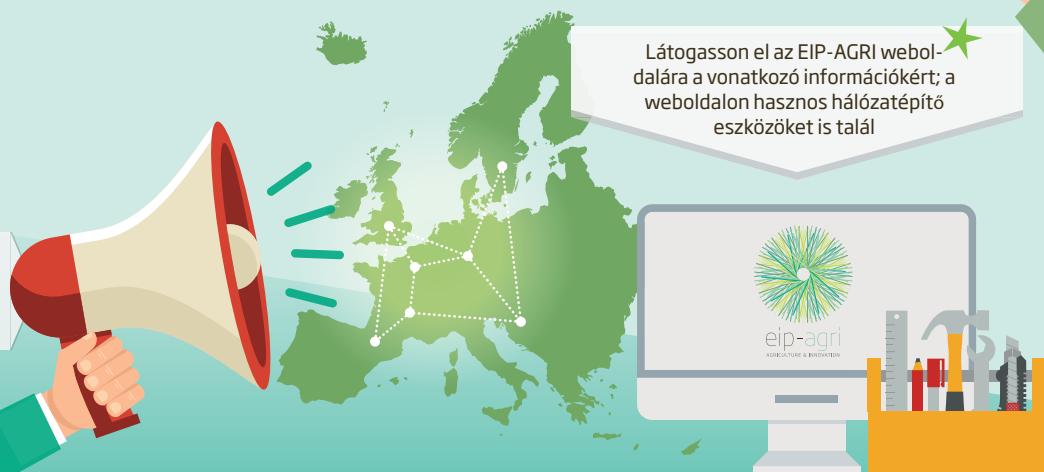 Látogasson el az EIP-AGRI webol-
dalára a vonatkozó információkért; a
weboldalon hasznos hálózatépítő
eszközöket is talál
eip-agri
AGRICULTURE & INNOVATION